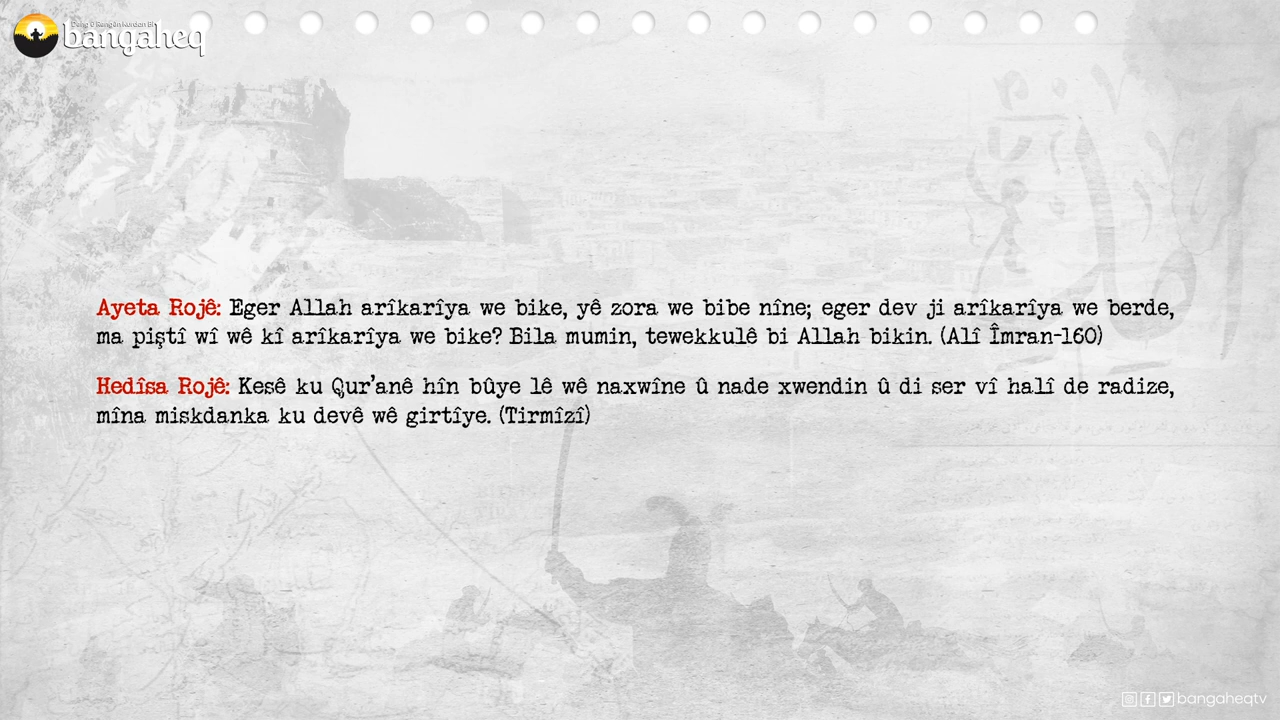 bangaheq
Ayeta Rojê: Eger Allah arîkarîya we bike, yê zora we bibe nîne; eger dev ji arîkarîya we berde,
ma piştî wî wê kî arîkarîya we bike? Bila mumin, tewekkulê bi Allah bikin. (Alî Îmran-160)
Hedîsa Rojê: Kesê ku Qur'anê hîn bûye lê wê naxwîne û nade xwendin û di ser vî halî de radize,
mîna miskdanka ku devê wê girtîye. (Tirmîzî)
bangaheqtv